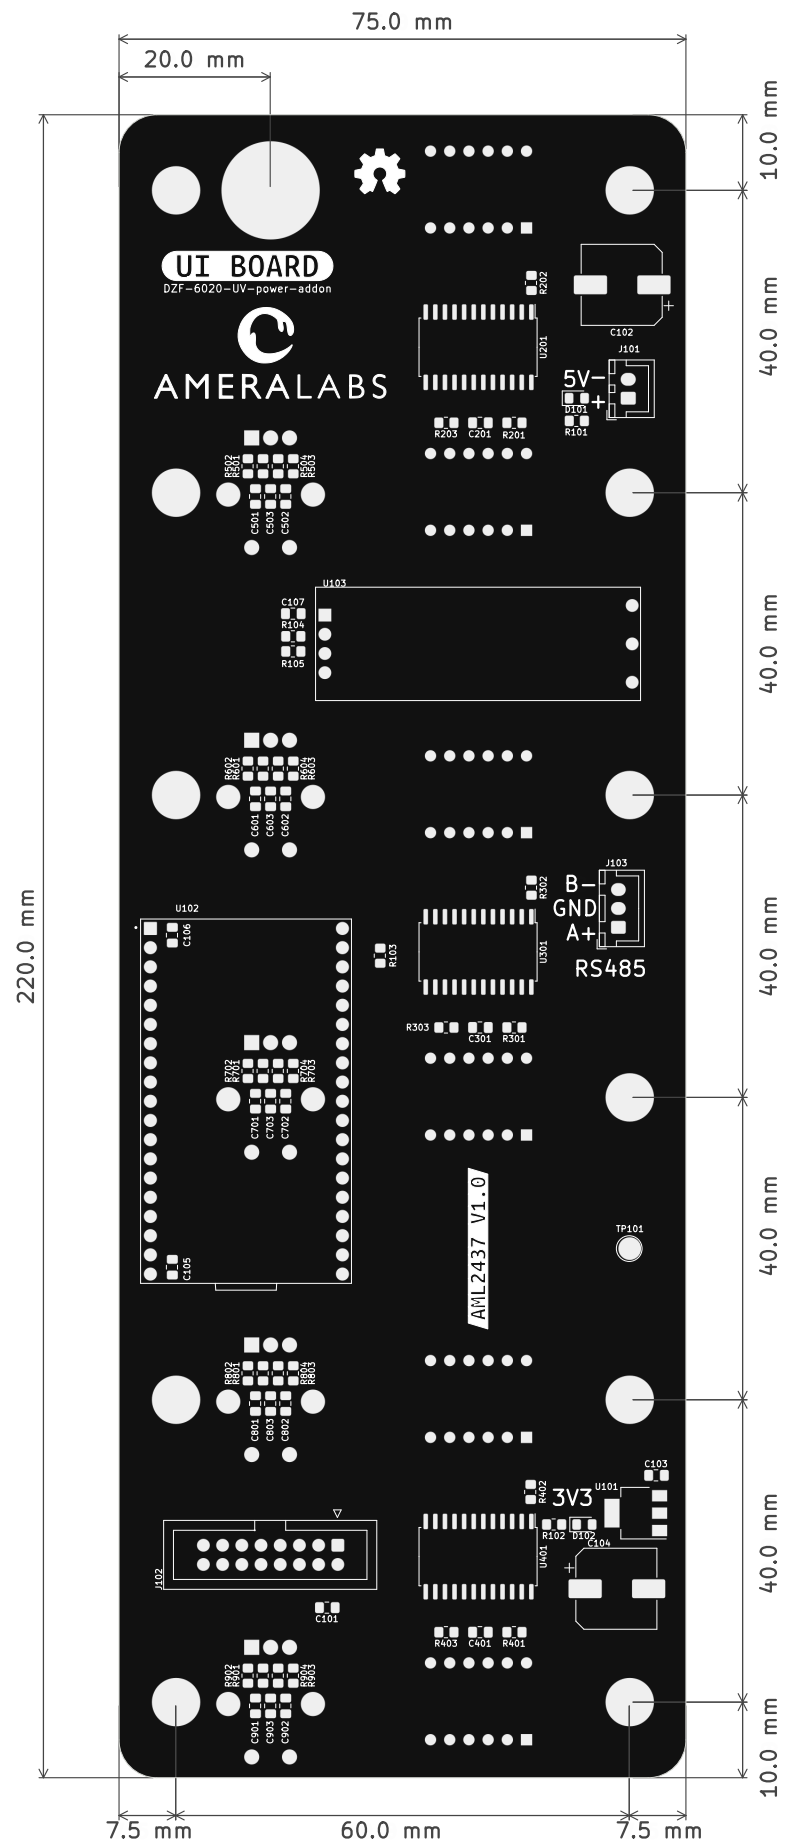 75.0 mm
20.0 mm
10.0 mm
UI BOARD
DZF-6020-UV-power-addon
R202
C102
40.0 mm
AMERALABS
U201
J101
5V-
+
D101
R101
R203 C201 R201
R502 R501 R504 R503
C501 C503 C502
U103
C107
R104
R105
40.0 mm
R602 R601 R604 R603
C601 C603 C602
J103
R302
B-
GND
A+
RS485
U102
C106
R103
U301
220.0 mm
40.0 mm
R303 C301 R301
R702 R701 R704 R703
C701 C703 C702
AML2437 V1.0
TP101
C105
40.0 mm
R802 R801 R804 R803
C801 C803 C802
C103
R402
3V3
U101
R102 D102
C104
+
U401
J102
C101
40.0 mm
R403 C401 R401
R902 R901 R904 R903
C901 C903 C902
10.0 mm
7.5 mm 60.0 mm 7.5 mm